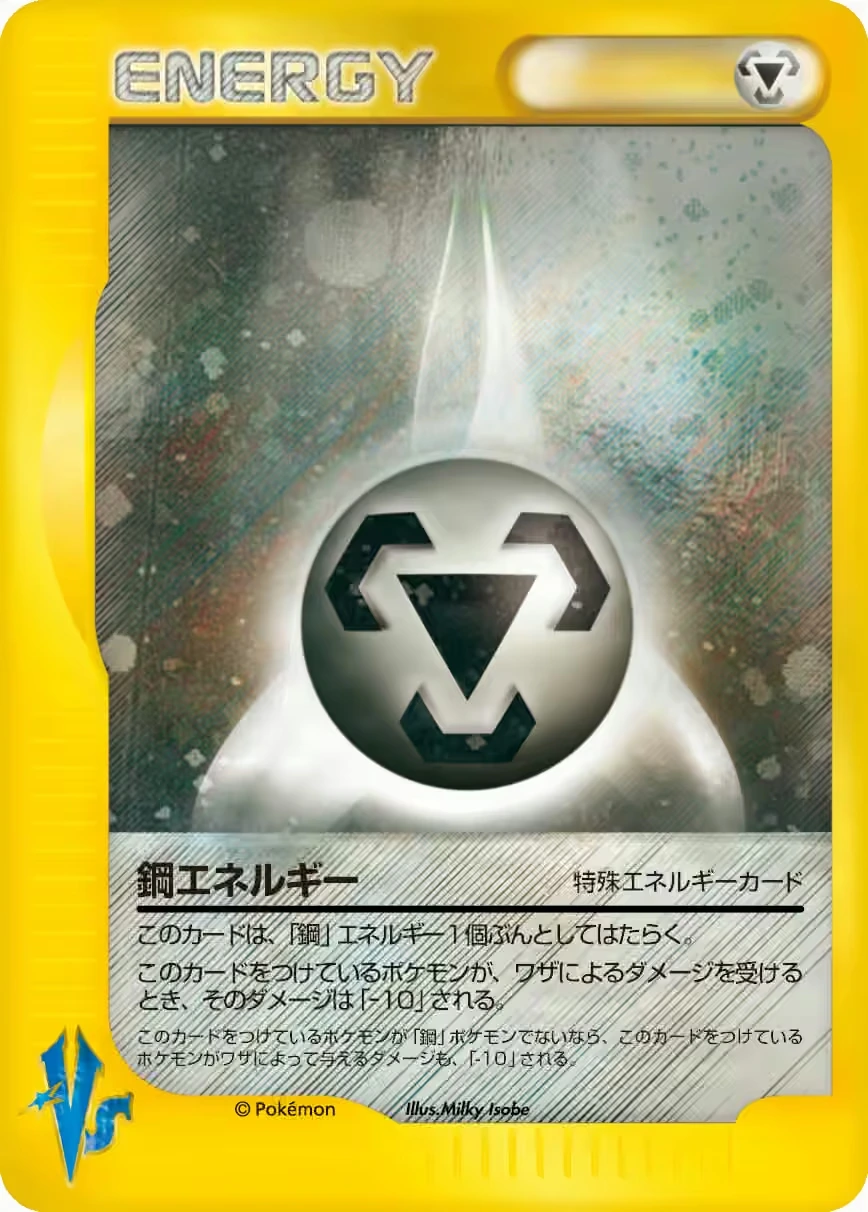 ENERGY
鋼エネルギー
特殊エネルギーカード
このカードは、「鋼」エネルギー1個ぶんとしてはたらく。
このカードをつけているポケモンが、ワザによるダメージを受ける
とき、そのダメージは「-10」される。
このカードをつけているポケモンが「鋼」ポケモンでないなら、このカードをつけている
ポケモンがワザによって与えるダメージも、「-10」される。
VS
© Pokémon
Illus.Milky Isobe